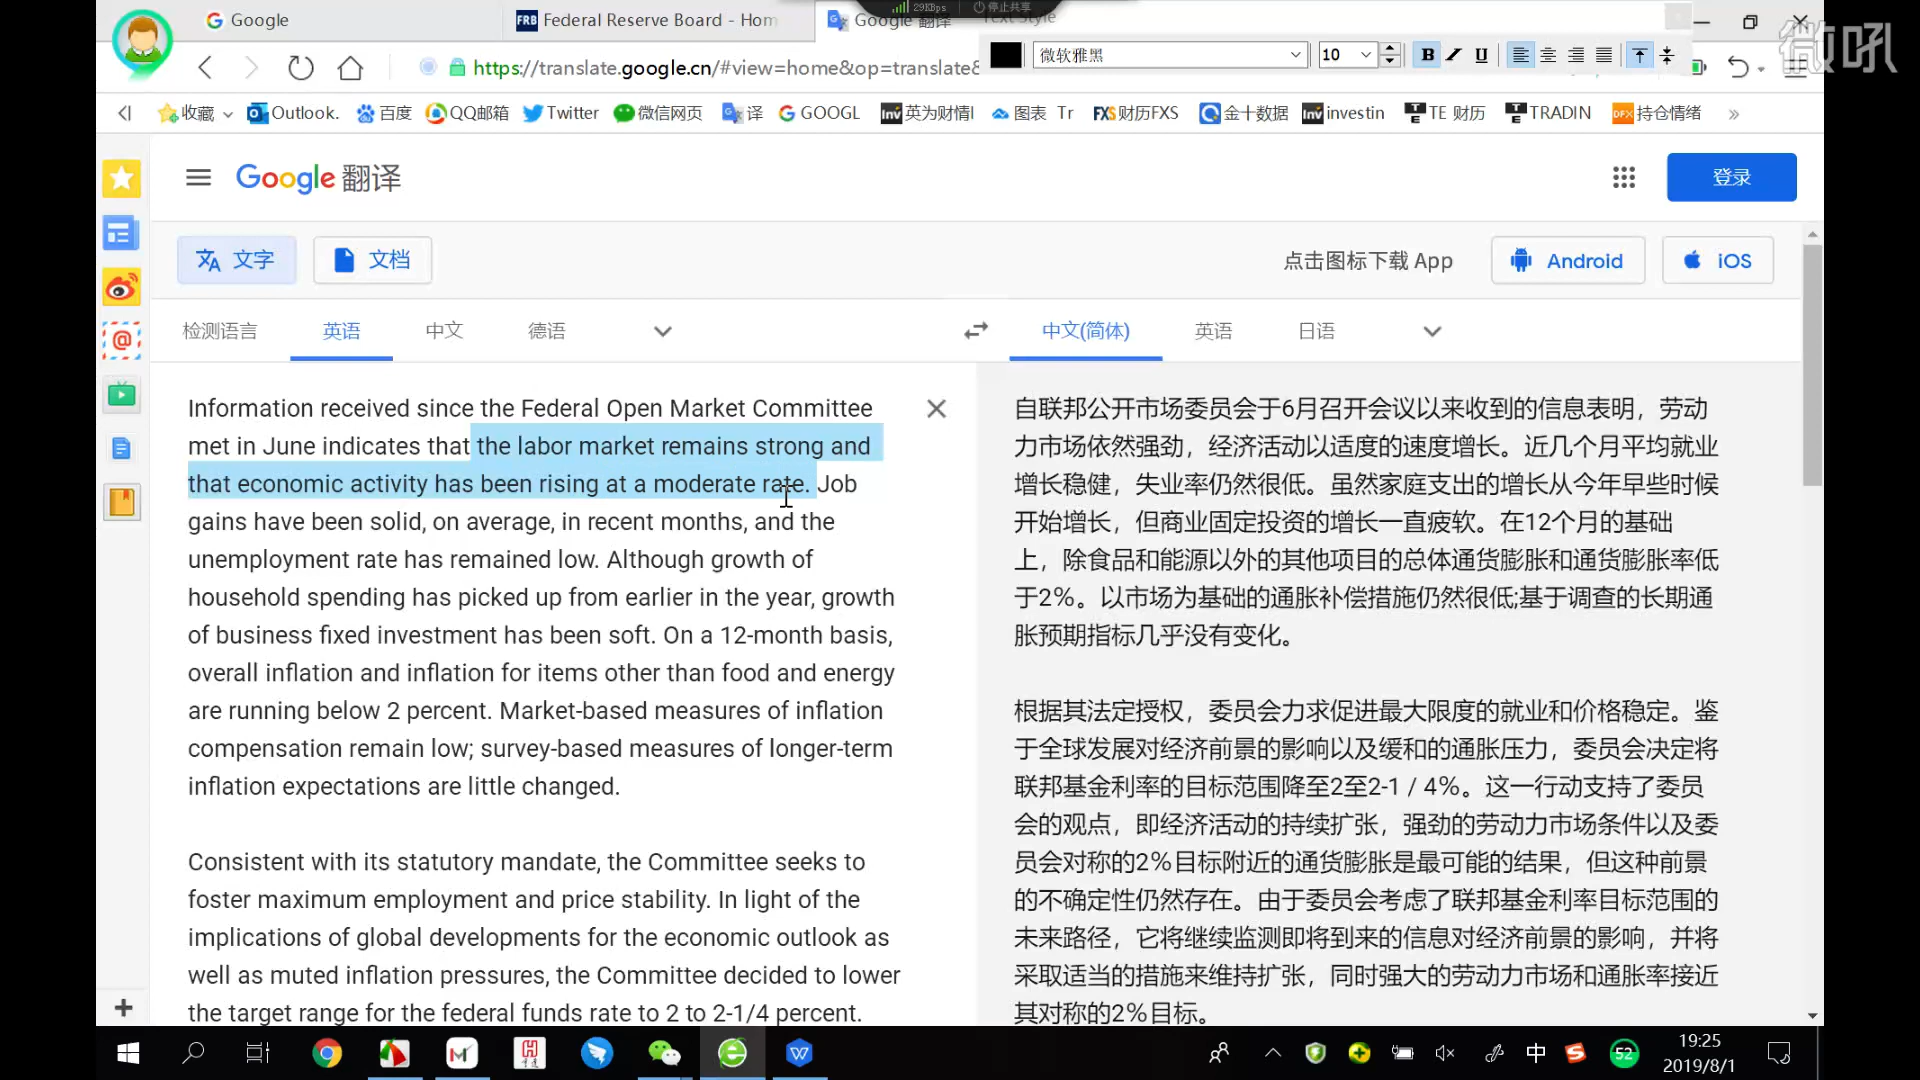 29KBps 停止共享
Google
FRB Federal Reserve Board - Hom
Google 翻译
Text Style
微软雅黑
10
B I U
微吼
https://translate.google.cn/#view=home&op=translate&
收藏 Outlook. 百度 QQ邮箱 Twitter 微信网页 译 GOOGL Inv 英为财情I 图表 Tr FXS 财历FXS 金十数据 Inv investin TE 财历 TRADIN DFX 持仓情绪 »
Google 翻译
登录
文字 文档
点击图标下载 App
Android iOS
检测语言 英语 中文 德语
中文(简体) 英语 日语
Information received since the Federal Open Market Committee
met in June indicates that the labor market remains strong and
that economic activity has been rising at a moderate rate. Job
gains have been solid, on average, in recent months, and the
unemployment rate has remained low. Although growth of
household spending has picked up from earlier in the year, growth
of business fixed investment has been soft. On a 12-month basis,
overall inflation and inflation for items other than food and energy
are running below 2 percent. Market-based measures of inflation
compensation remain low; survey-based measures of longer-term
inflation expectations are little changed.
Consistent with its statutory mandate, the Committee seeks to
foster maximum employment and price stability. In light of the
implications of global developments for the economic outlook as
well as muted inflation pressures, the Committee decided to lower
the target range for the federal funds rate to 2 to 2-1/4 percent.
自联邦公开市场委员会于6月召开会议以来收到的信息表明，劳动
力市场依然强劲，经济活动以适度的速度增长。近几个月平均就业
增长稳健，失业率仍然很低。虽然家庭支出的增长从今年早些时候
开始增长，但商业固定投资的增长一直疲软。在12个月的基础
上，除食品和能源以外的其他项目的总体通货膨胀和通货膨胀率低
于2%。以市场为基础的通胀补偿措施仍然很低;基于调查的长期通
胀预期指标几乎没有变化。
根据其法定授权，委员会力求促进最大限度的就业和价格稳定。鉴
于全球发展对经济前景的影响以及缓和的通胀压力，委员会决定将
联邦基金利率的目标范围降至2至2-1 / 4%。这一行动支持了委员
会的观点，即经济活动的持续扩张，强劲的劳动力市场条件以及委
员会对称的2%目标附近的通货膨胀是最可能的结果，但这种前景
的不确定性仍然存在。由于委员会考虑了联邦基金利率目标范围的
未来路径，它将继续监测即将到来的信息对经济前景的影响，并将
采取适当的措施来维持扩张，同时强大的劳动力市场和通胀率接近
其对称的2%目标。
中
52
19:25
2019/8/1